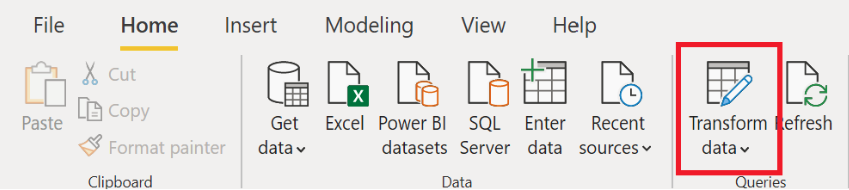 File Home Insert Modeling View Help
Paste
Cut
Copy
Format painter
Clipboard
Get
data
Excel
Power BI
datasets
SQL
Server
Enter
data
Recent
sources
Data
Transform
data
Refresh
Queries